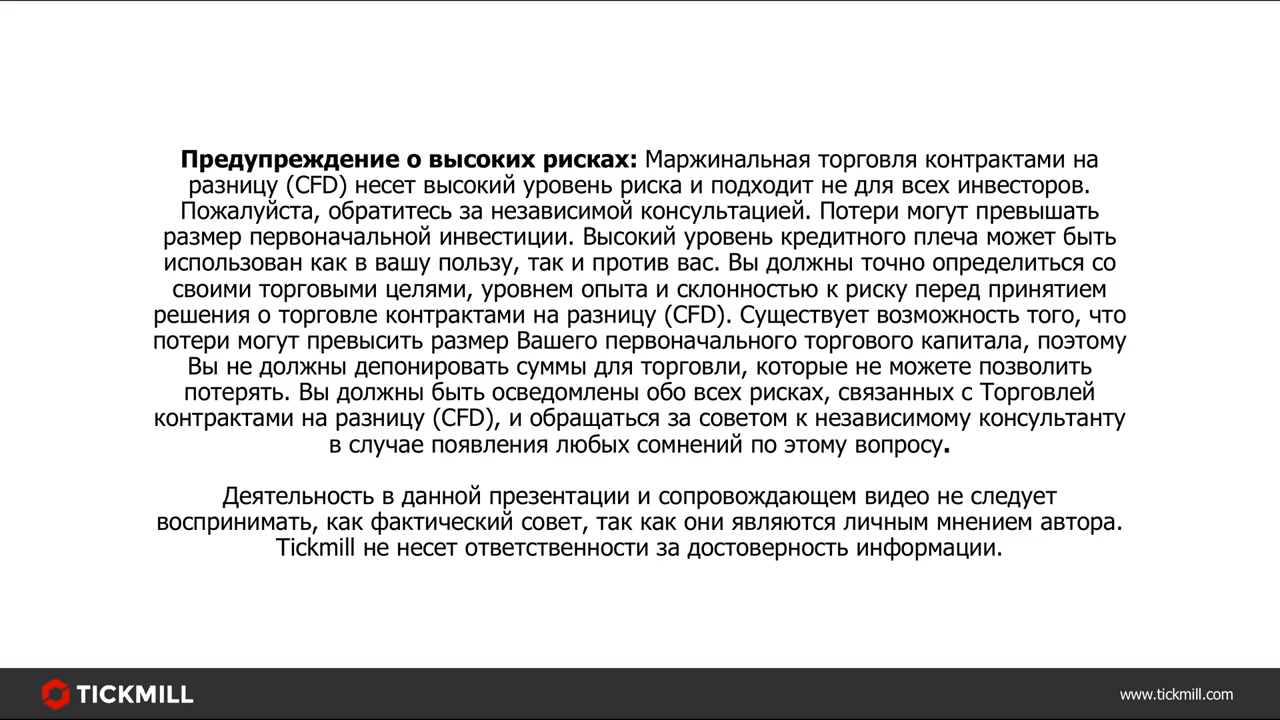 Предупреждение о высоких рисках: Маржинальная торговля контрактами на
разницу (CFD) несет высокий уровень риска и подходит не для всех инвесторов.
Пожалуйста, обратитесь за независимой консультацией. Потери могут превышать
размер первоначальной инвестиции. Высокий уровень кредитного плеча может быть
использован как в вашу пользу, так и против вас. Вы должны точно определиться со
своими торговыми целями, уровнем опыта и склонностью к риску перед принятием
решения о торговле контрактами на разницу (CFD). Существует возможность того, что
потери могут превысить размер Вашего первоначального торгового капитала, поэтому
Вы не должны депонировать суммы для торговли, которые не можете позволить
потерять. Вы должны быть осведомлены обо всех рисках, связанных с Торговлей
контрактами на разницу (CFD), и обращаться за советом к независимому консультанту
в случае появления любых сомнений по этому вопросу.
Деятельность в данной презентации и сопровождающем видео не следует
воспринимать, как фактический совет, так как они являются личным мнением автора.
Tickmill не несет ответственности за достоверность информации.
TICKMILL
www.tickmill.com